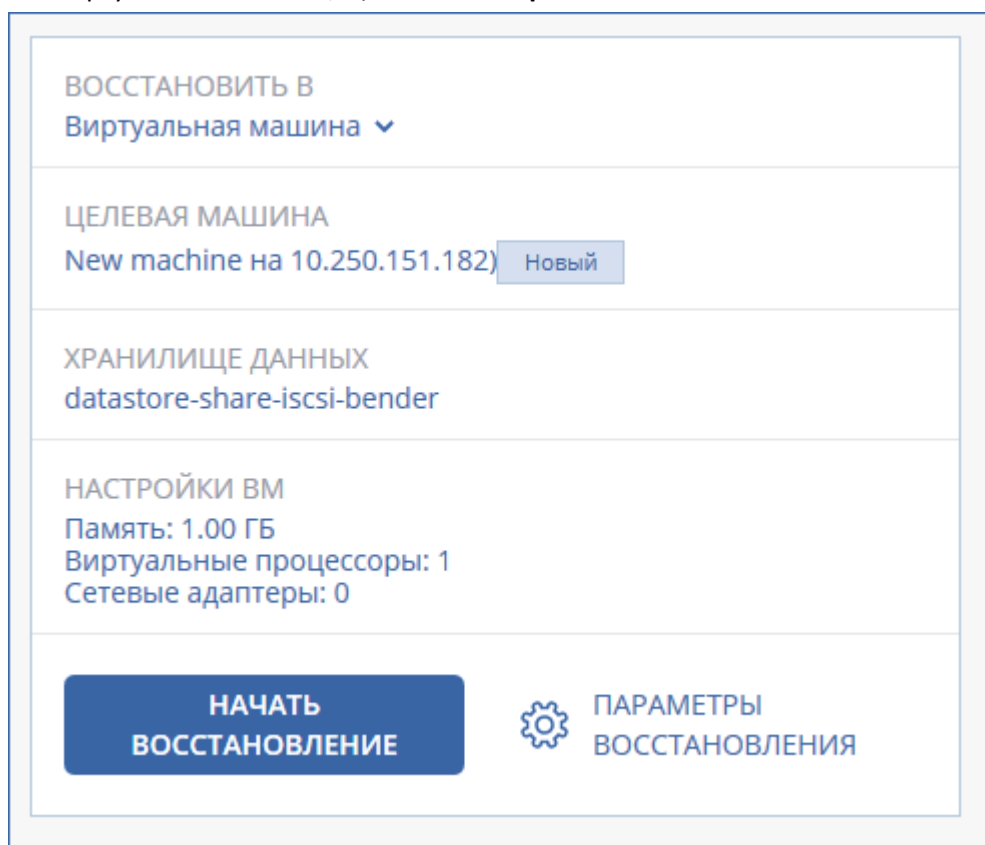 ВОССТАНОВИТЬ В
Виртуальная машина
ЦЕЛЕВАЯ МАШИНА
New machine на 10.250.151.182) Новый
ХРАНИЛИЩЕ ДАННЫХ
datastore-share-iscsi-bender
НАСТРОЙКИ ВМ
Память: 1.00 ГБ
Виртуальные процессоры: 1
Сетевые адаптеры: 0
НАЧАТЬ
ВОССТАНОВЛЕНИЕ
ПАРАМЕТРЫ
ВОССТАНОВЛЕНИЯ